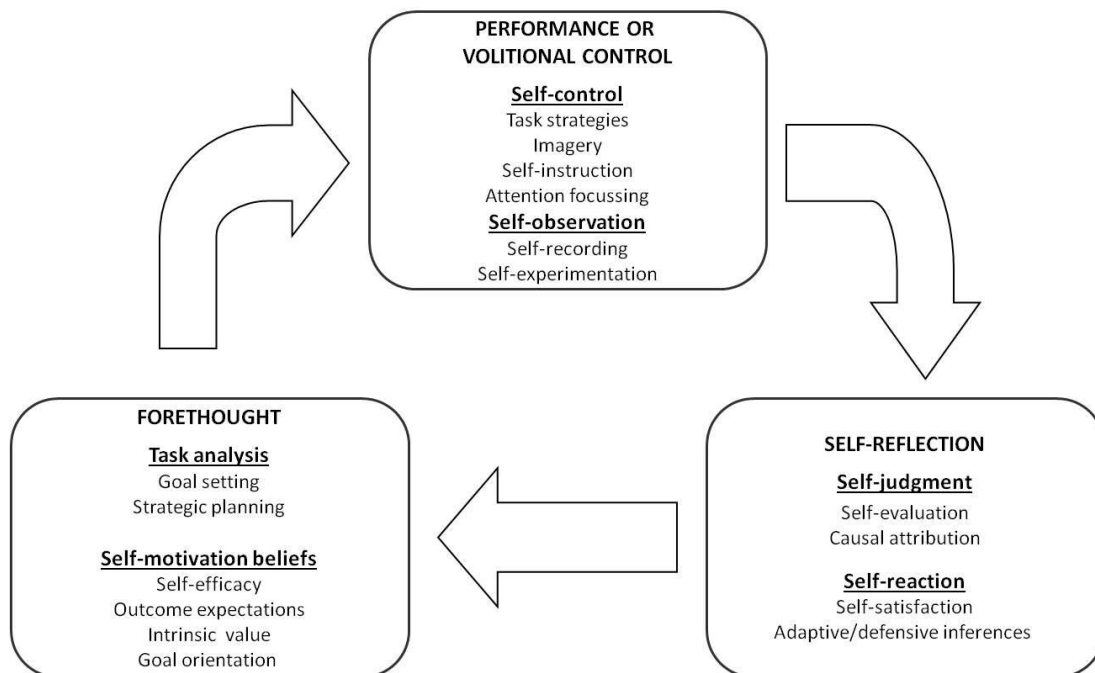 PERFORMANCE OR
VOLITIONAL CONTROL
Self-control
Task strategies
Imagery
Self-instruction
Attention focussing
Self-observation
Self-recording
Self-experimentation
FORETHOUGHT
Task analysis
Goal setting
Strategic planning
Self-motivation beliefs
Self-efficacy
Outcome expectations
Intrinsic value
Goal orientation
SELF-REFLECTION
Self-judgment
Self-evaluation
Causal attribution
Self-reaction
Self-satisfaction
Adaptive/defensive inferences